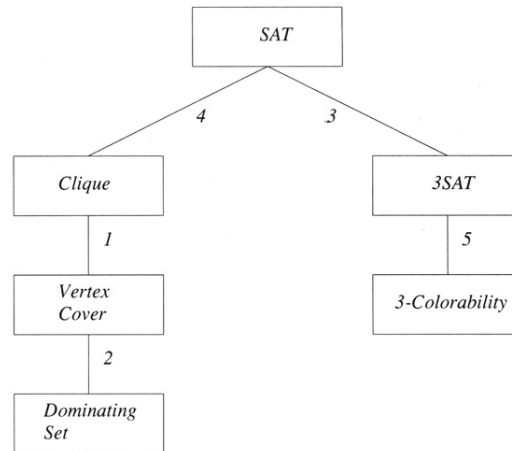 SAT
4
3
Clique
3SAT
1
5
Vertex
Cover
3-Colorability
2
Dominating
Set